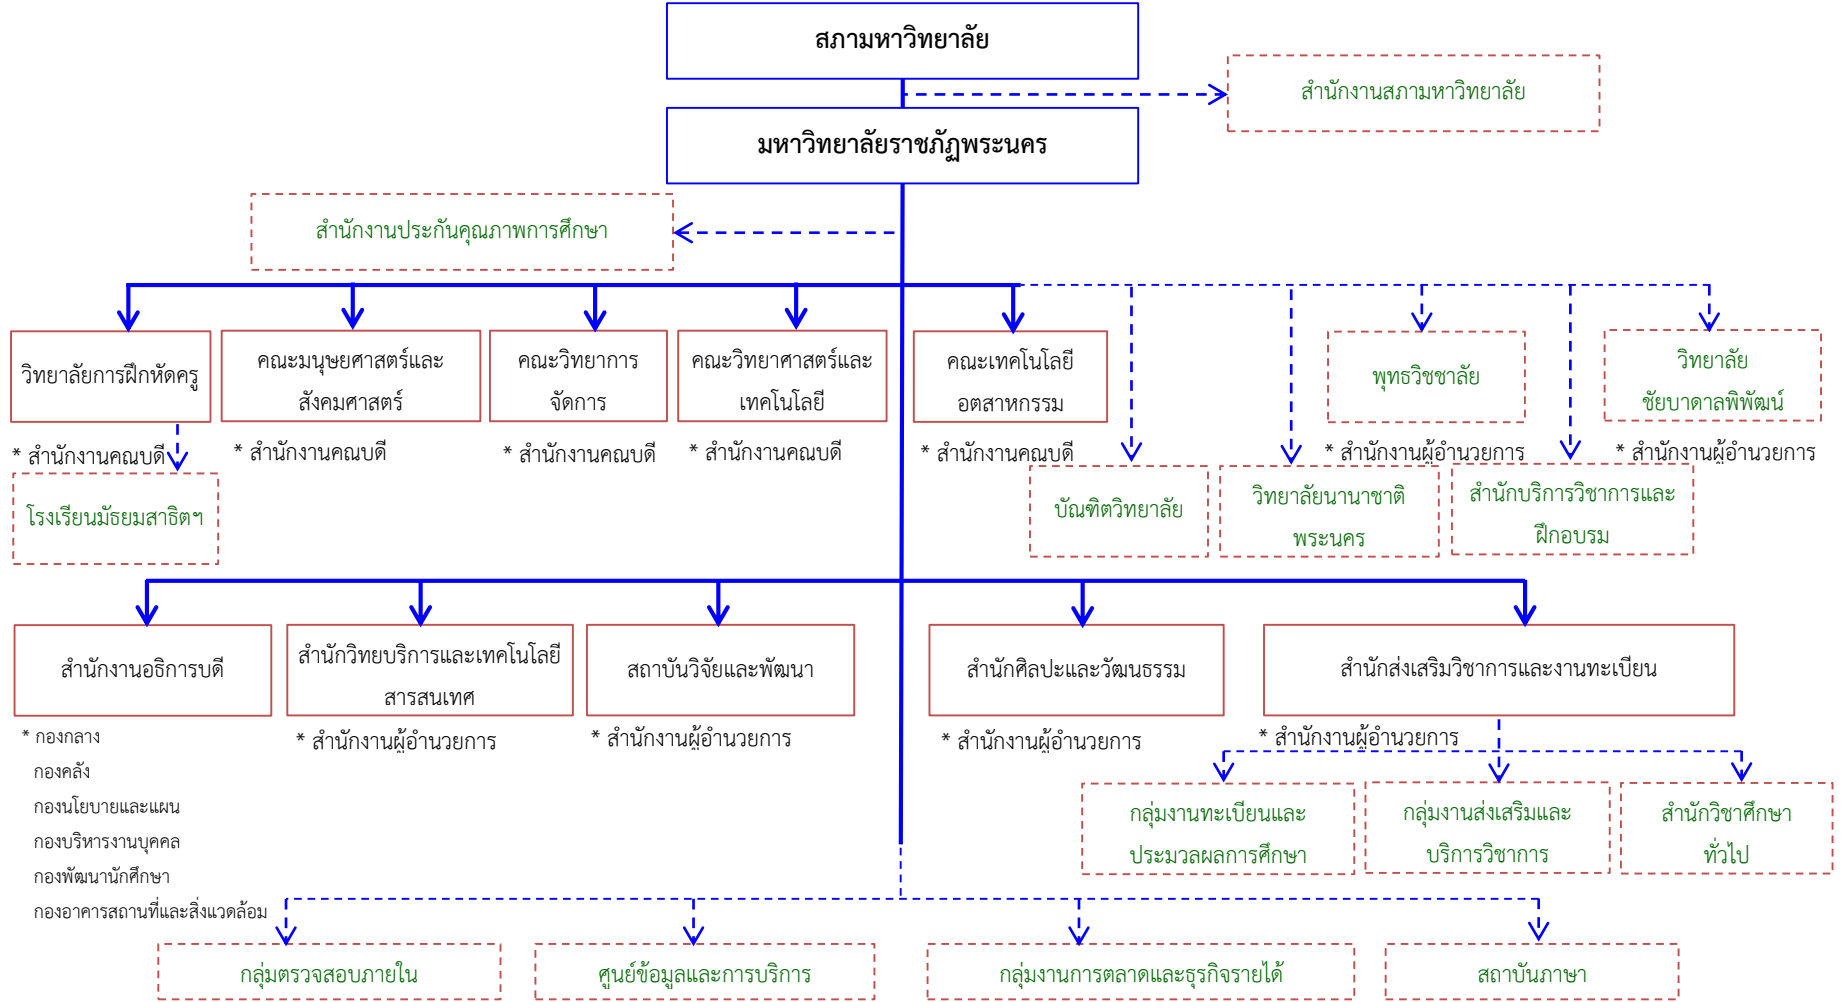 สภามหาวิทยาลัย
สำนักงานสภามหาวิทยาลัย
มหาวิทยาลัยราชภัฏพระนคร
สำนักงานประกันคุณภาพการศึกษา
วิทยาลัยการฝึกหัดครู
* สำนักงานคณบดี
โรงเรียนมัธยมสาธิตฯ
คณะมนุษยศาสตร์และ
สังคมศาสตร์
* สำนักงานคณบดี
คณะวิทยาการ
จัดการ
* สำนักงานคณบดี
คณะวิทยาศาสตร์และ
เทคโนโลยี
* สำนักงานคณบดี
คณะเทคโนโลยี
อตสาหกรรม
* สำนักงานคณบดี
บัณฑิตวิทยาลัย
วิทยาลัยนานาชาติ
พระนคร
พุทธวิชชาลัย
* สำนักงานผู้อำนวยการ
สำนักบริการวิชาการและ
ฝึกอบรม
วิทยาลัย
ชัยบาดาลพิพัฒน์
* สำนักงานผู้อำนวยการ
สำนักงานอธิการบดี
* กองกลาง
กองคลัง
กองนโยบายและแผน
กองบริหารงานบุคคล
กองพัฒนานักศึกษา
กองอาคารสถานที่และสิ่งแวดล้อม
สำนักวิทยบริการและเทคโนโลยี
สารสนเทศ
* สำนักงานผู้อำนวยการ
สถาบันวิจัยและพัฒนา
* สำนักงานผู้อำนวยการ
สำนักศิลปะและวัฒนธรรม
* สำนักงานผู้อำนวยการ
สำนักส่งเสริมวิชาการและงานทะเบียน
* สำนักงานผู้อำนวยการ
กลุ่มงานทะเบียนและ
ประมวลผลการศึกษา
กลุ่มงานส่งเสริมและ
บริการวิชาการ
สำนักวิชาศึกษา
ทั่วไป
กลุ่มตรวจสอบภายใน
ศูนย์ข้อมูลและการบริการ
กลุ่มงานการตลาดและธุรกิจรายได้
สถาบันภาษา